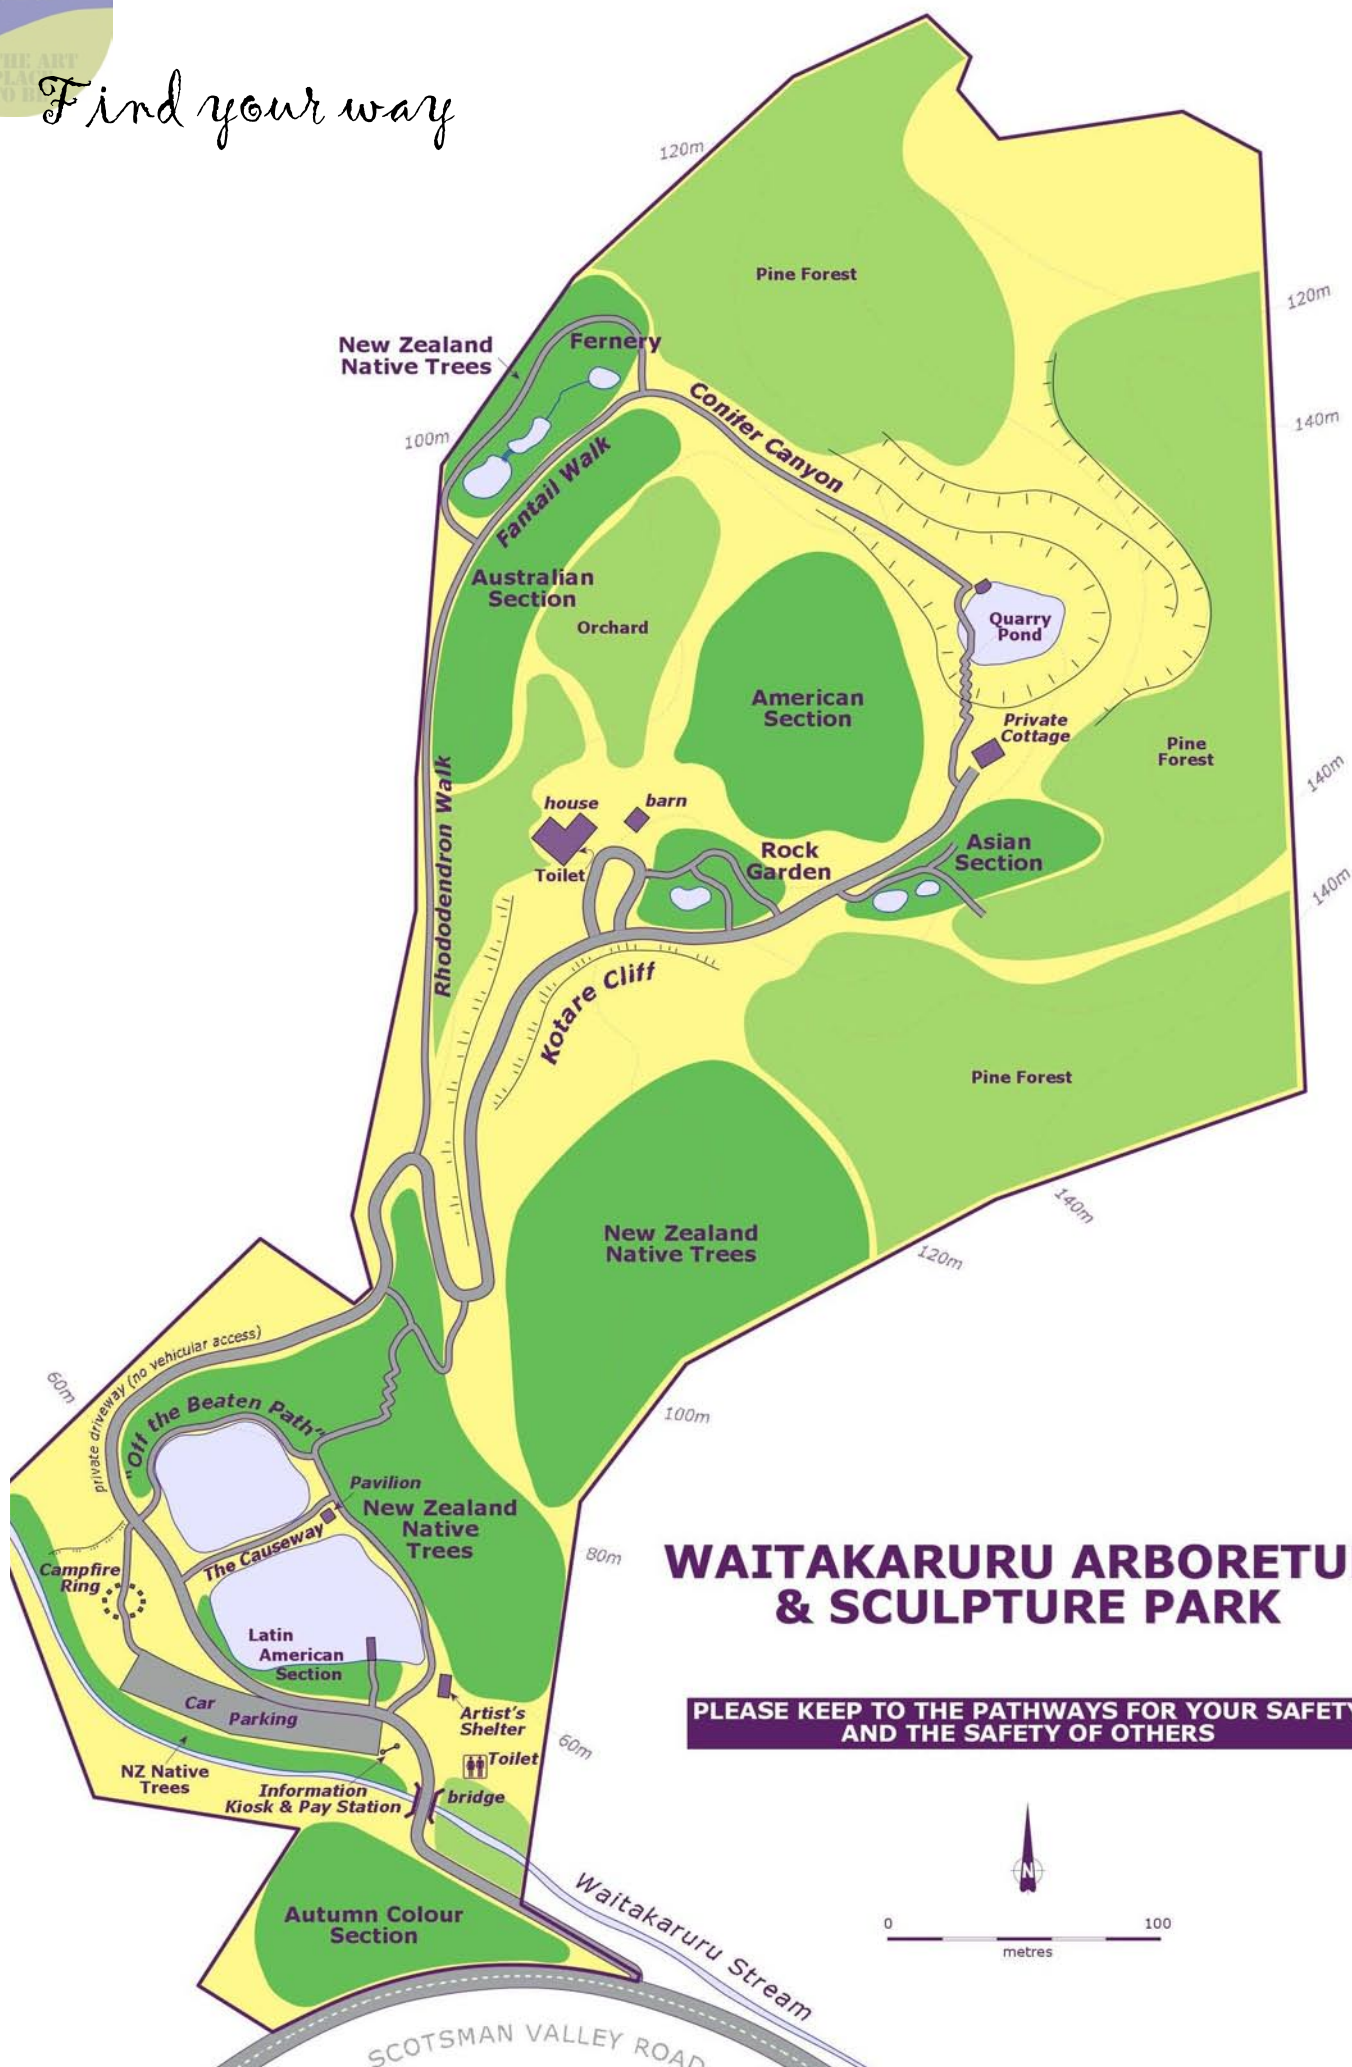 THE ART
PLACE
TO BE
Find your way
120m
Pine Forest
120m
New Zealand
Native Trees
Fernery
Conifer Canyon
140m
100m
Fantail Walk
Australian
Section
Orchard
Quarry
Pond
American
Section
Private
Cottage
Pine
Forest
140m
Rhododendron Walk
house
barn
Toilet
Rock
Garden
Asian
Section
140m
Kotare Cliff
Pine Forest
140m
New Zealand
Native Trees
120m
private driveway (no vehicular access)
60m
"Off the Beaten Path"
100m
Pavilion
New Zealand
Native
Trees
The Causeway
80m
WAITAKARURU ARBORETU
& SCULPTURE PARK
Campfire
Ring
Latin
American
Section
Car
Parking
Artist's
Shelter
PLEASE KEEP TO THE PATHWAYS FOR YOUR SAFETY
AND THE SAFETY OF OTHERS
60m
Toilet
NZ Native
Trees
Information
Kiosk & Pay Station
bridge
N
Waitakaruru Stream
Autumn Colour
Section
0
100
metres
SCOTSMAN VALLEY ROAD